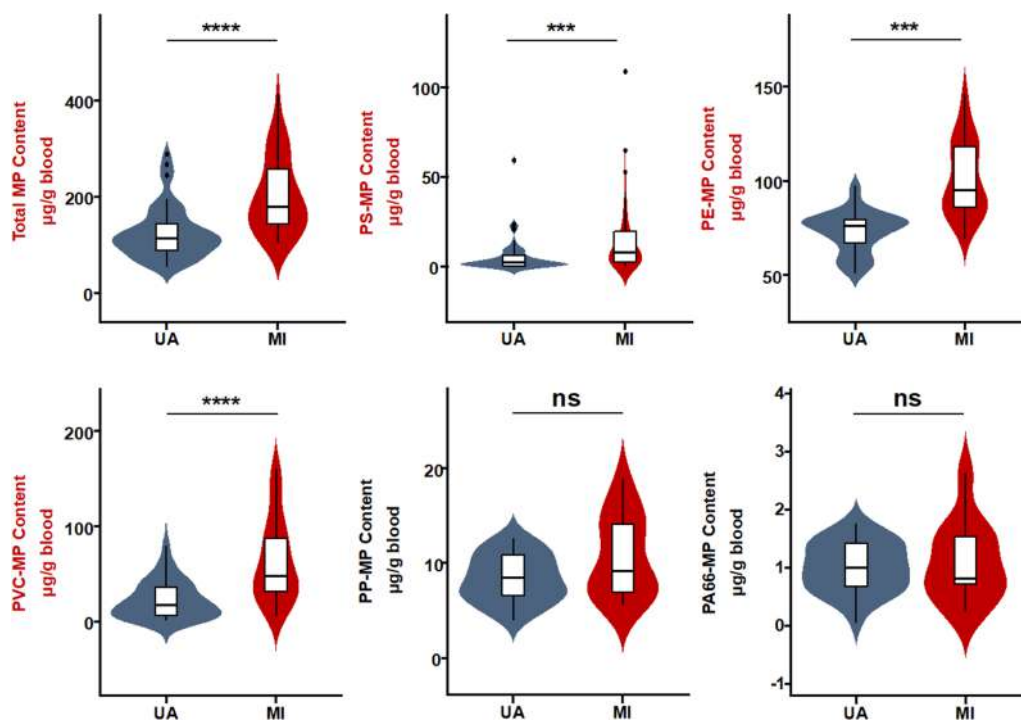 Total MP Content
µg/g blood
400
200
0
****
UA
MI
PS-MP Content
µg/g blood
100
50
0
***
UA
MI
PE-MP Content
µg/g blood
150
100
50
***
UA
MI
PVC-MP Content
µg/g blood
200
100
0
****
UA
MI
PP-MP Content
µg/g blood
20
10
0
ns
UA
MI
PA66-MP Content
µg/g blood
4
3
2
1
0
-1
ns
UA
MI